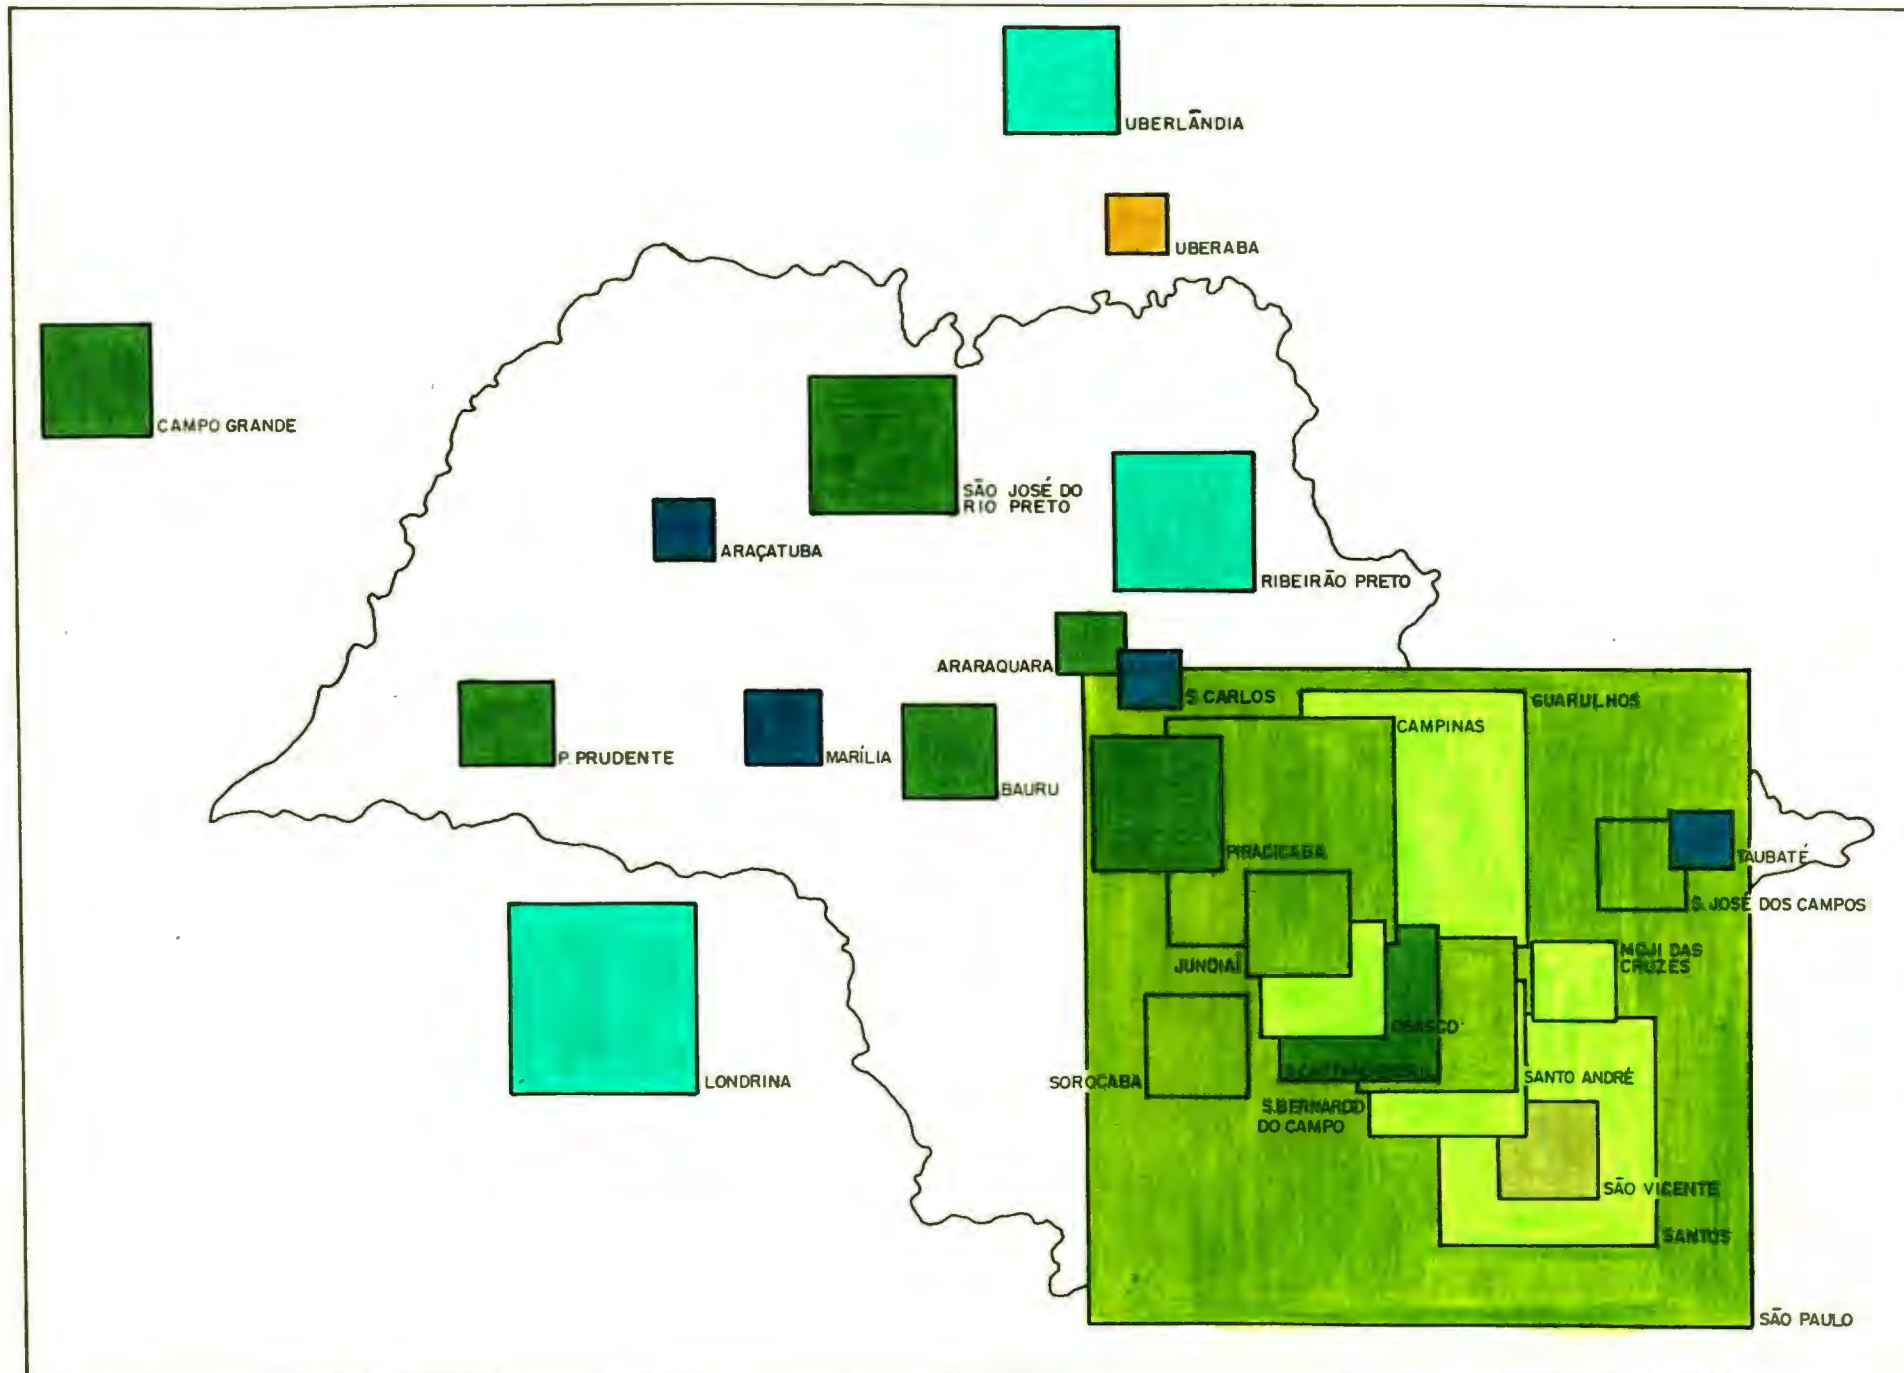 UBERLÂNDIA
UBERABA
CAMPO GRANDE
SÃO JOSÉ DO
RIO PRETO
ARAÇATUBA
RIBEIRÃO PRETO
ARARAQUARA
S. CARLOS
GUARULHOS
CAMPINAS
P. PRUDENTE
MARÍLIA
BAURU
PIRACICABA
TAUBATÉ
S. JOSÉ DOS CAMPOS
MOJI DAS
CRUZES
JUNDIAÍ
OSASCO
LONDRINA
SOROCABA
SANTO ANDRÉ
S. BERNARDO
DO CAMPO
SÃO VICENTE
SANTOS
SÃO PAULO